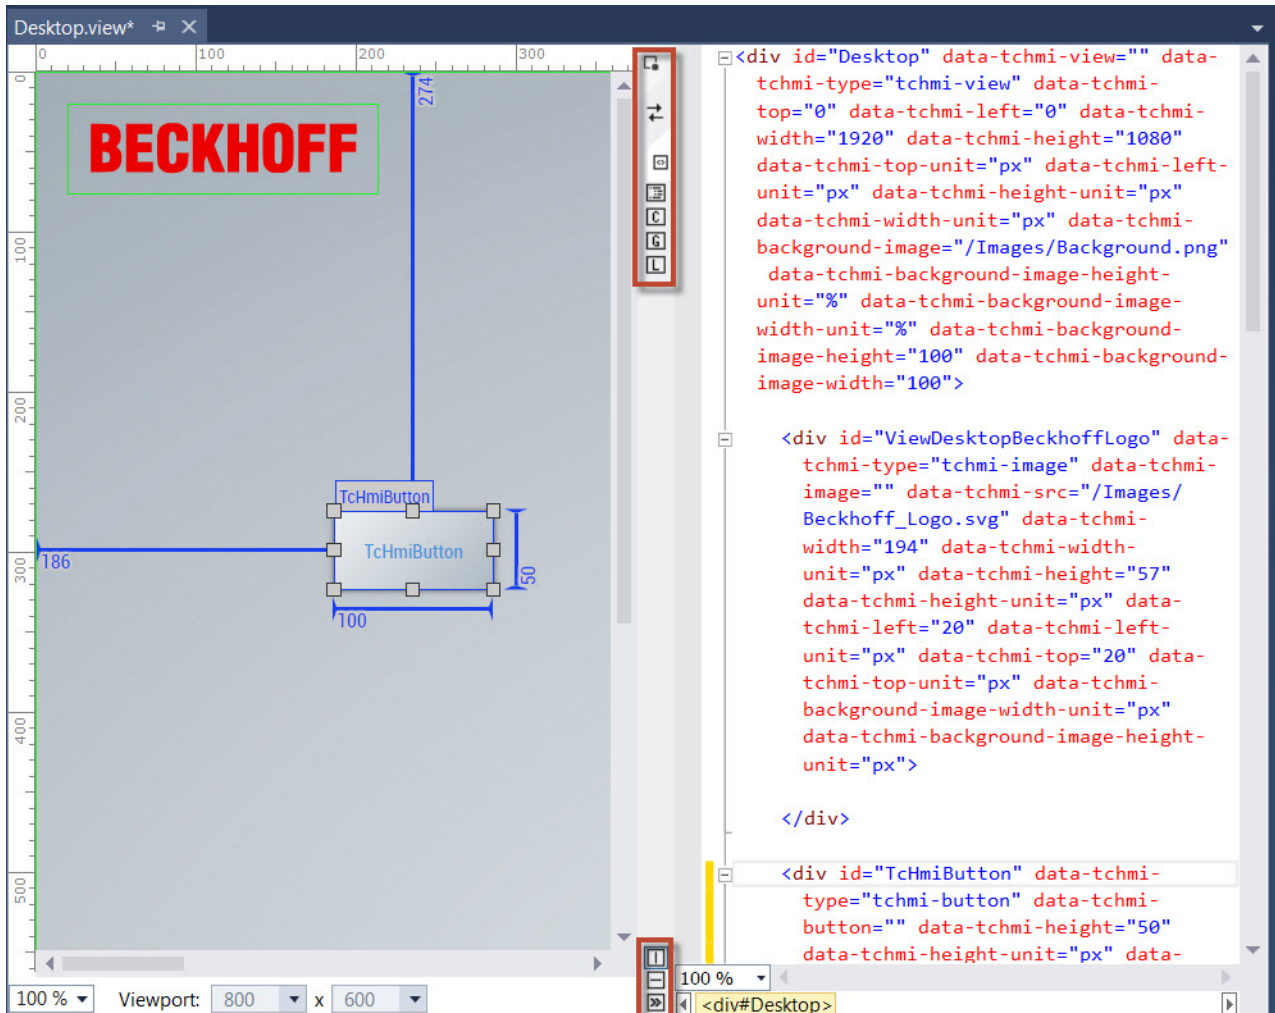 Desktop.view*
0 100 200 300
0
100
200
300
400
500
BECKHOFF
274
TcHmiButton
TcHmiButton
186
50
100
C
G
L
<div id="Desktop" data-tchmi-view="" data-
tchmi-type="tchmi-view" data-tchmi-
top="0" data-tchmi-left="0" data-tchmi-
width="1920" data-tchmi-height="1080"
data-tchmi-top-unit="px" data-tchmi-left-
unit="px" data-tchmi-height-unit="px"
data-tchmi-width-unit="px" data-tchmi-
background-image="/Images/Background.png"
data-tchmi-background-image-height-
unit="%" data-tchmi-background-image-
width-unit="%" data-tchmi-background-
image-height="100" data-tchmi-background-
image-width="100">
<div id="ViewDesktopBeckhoffLogo" data-
tchmi-type="tchmi-image" data-tchmi-
image="" data-tchmi-src="/Images/
Beckhoff_Logo.svg" data-tchmi-
width="194" data-tchmi-width-
unit="px" data-tchmi-height="57"
data-tchmi-height-unit="px" data-
tchmi-left="20" data-tchmi-left-
unit="px" data-tchmi-top="20" data-
tchmi-top-unit="px" data-tchmi-
background-image-width-unit="px"
data-tchmi-background-image-height-
unit="px">
</div>
<div id="TcHmiButton" data-tchmi-
type="tchmi-button" data-tchmi-
button="" data-tchmi-height="50"
data-tchmi-height-unit="px" data-
100 %
<div#Desktop>
100 % Viewport: 800 x 600